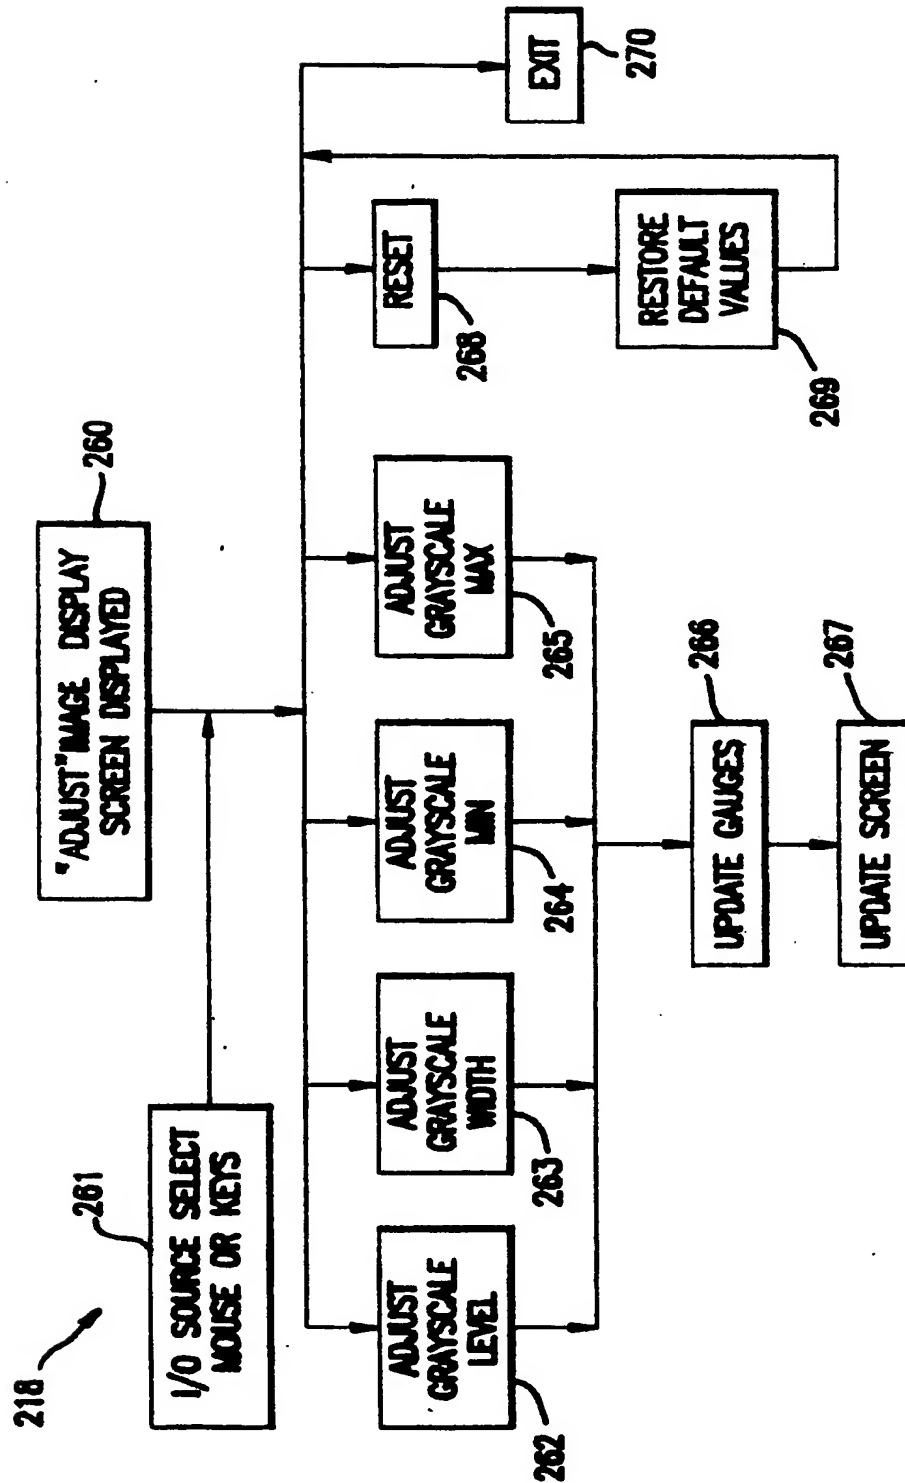 218
261
I/O SOURCE SELECT
MOUSE OR KEYS
260
"ADJUST"IMAGE DISPLAY
SCREEN DISPLAYED
ADJUST
GRAYSCALE
LEVEL
262
ADJUST
GRAYSCALE
WIDTH
263
ADJUST
GRAYSCALE
MIN
264
ADJUST
GRAYSCALE
MAX
265
RESET
268
EXIT
270
RESTORE
DEFAULT
VALUES
269
UPDATE GAUGES
266
UPDATE SCREEN
267